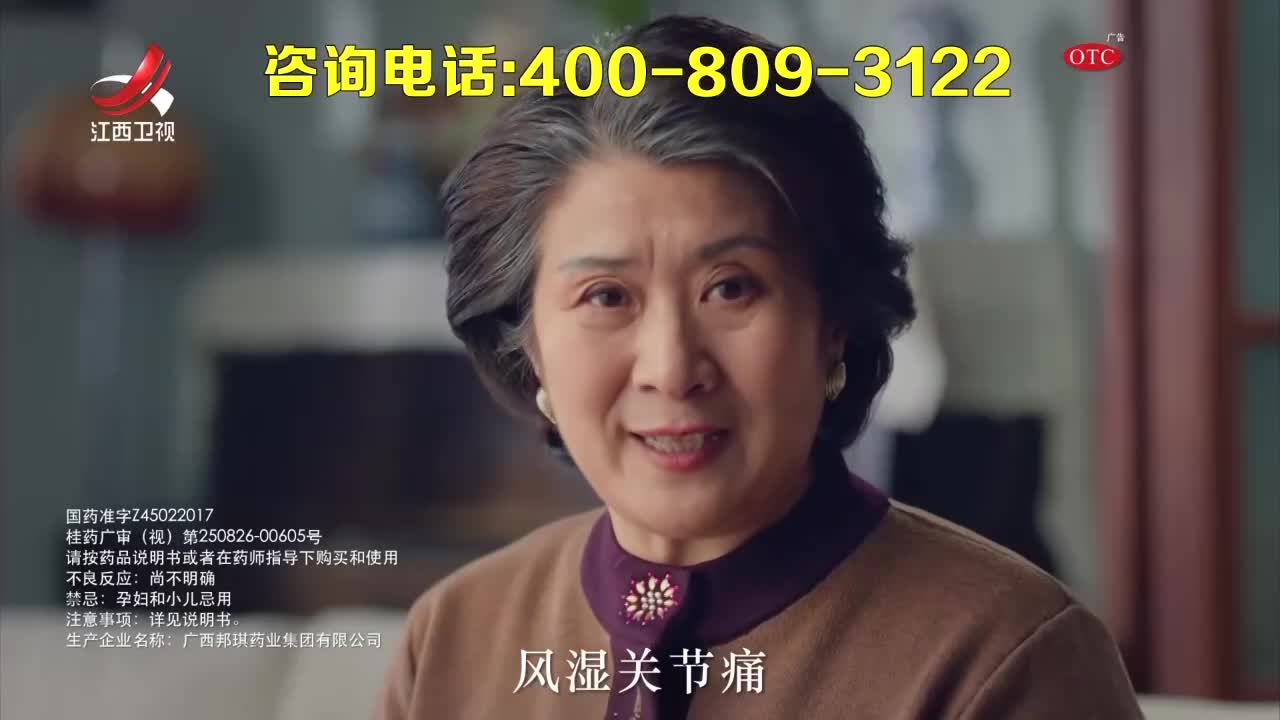 咨询电话:400-809-3122
广告
OTC
江西卫视
国药准字Z45022017
桂药广审（视）第250826-00605号
请按药品说明书或者在药师指导下购买和使用
不良反应：尚不明确
禁忌：孕妇和小儿忌用
注意事项：详见说明书。
生产企业名称：广西邦琪药业集团有限公司
风湿关节痛